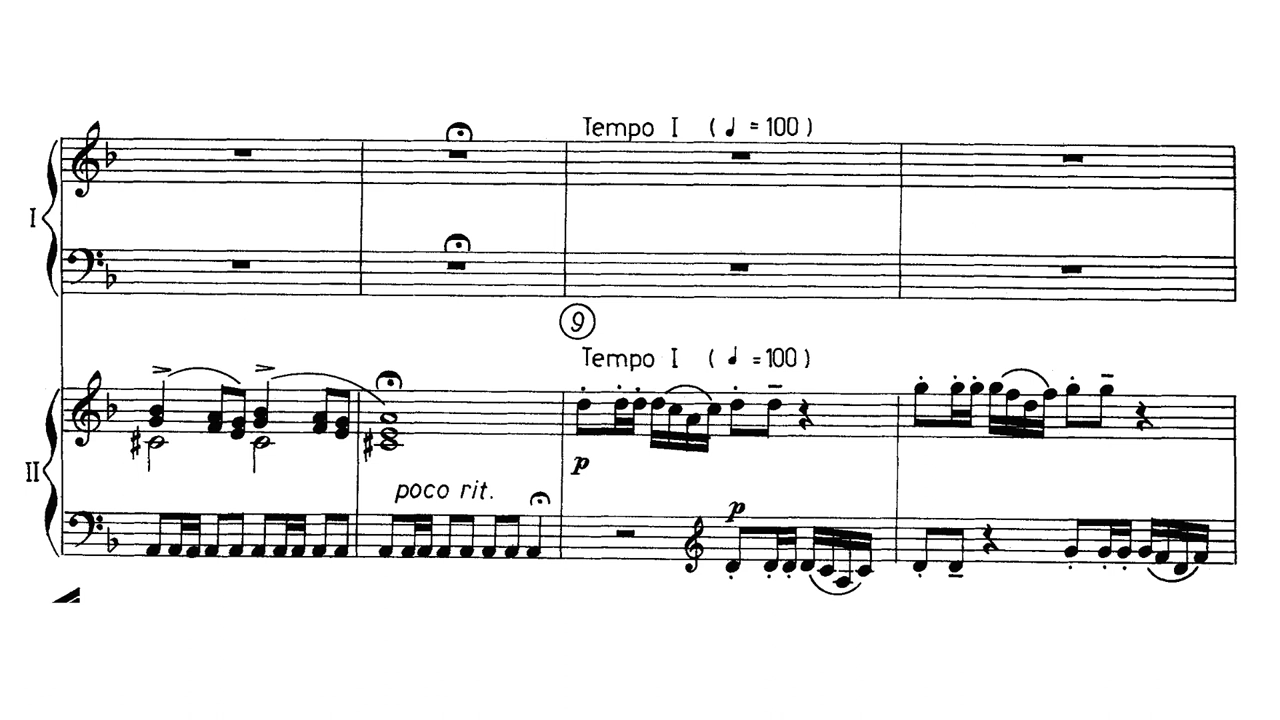 Tempo I (♩ = 100)
I
9
Tempo I (♩ = 100)
p
II
poco rit.
p